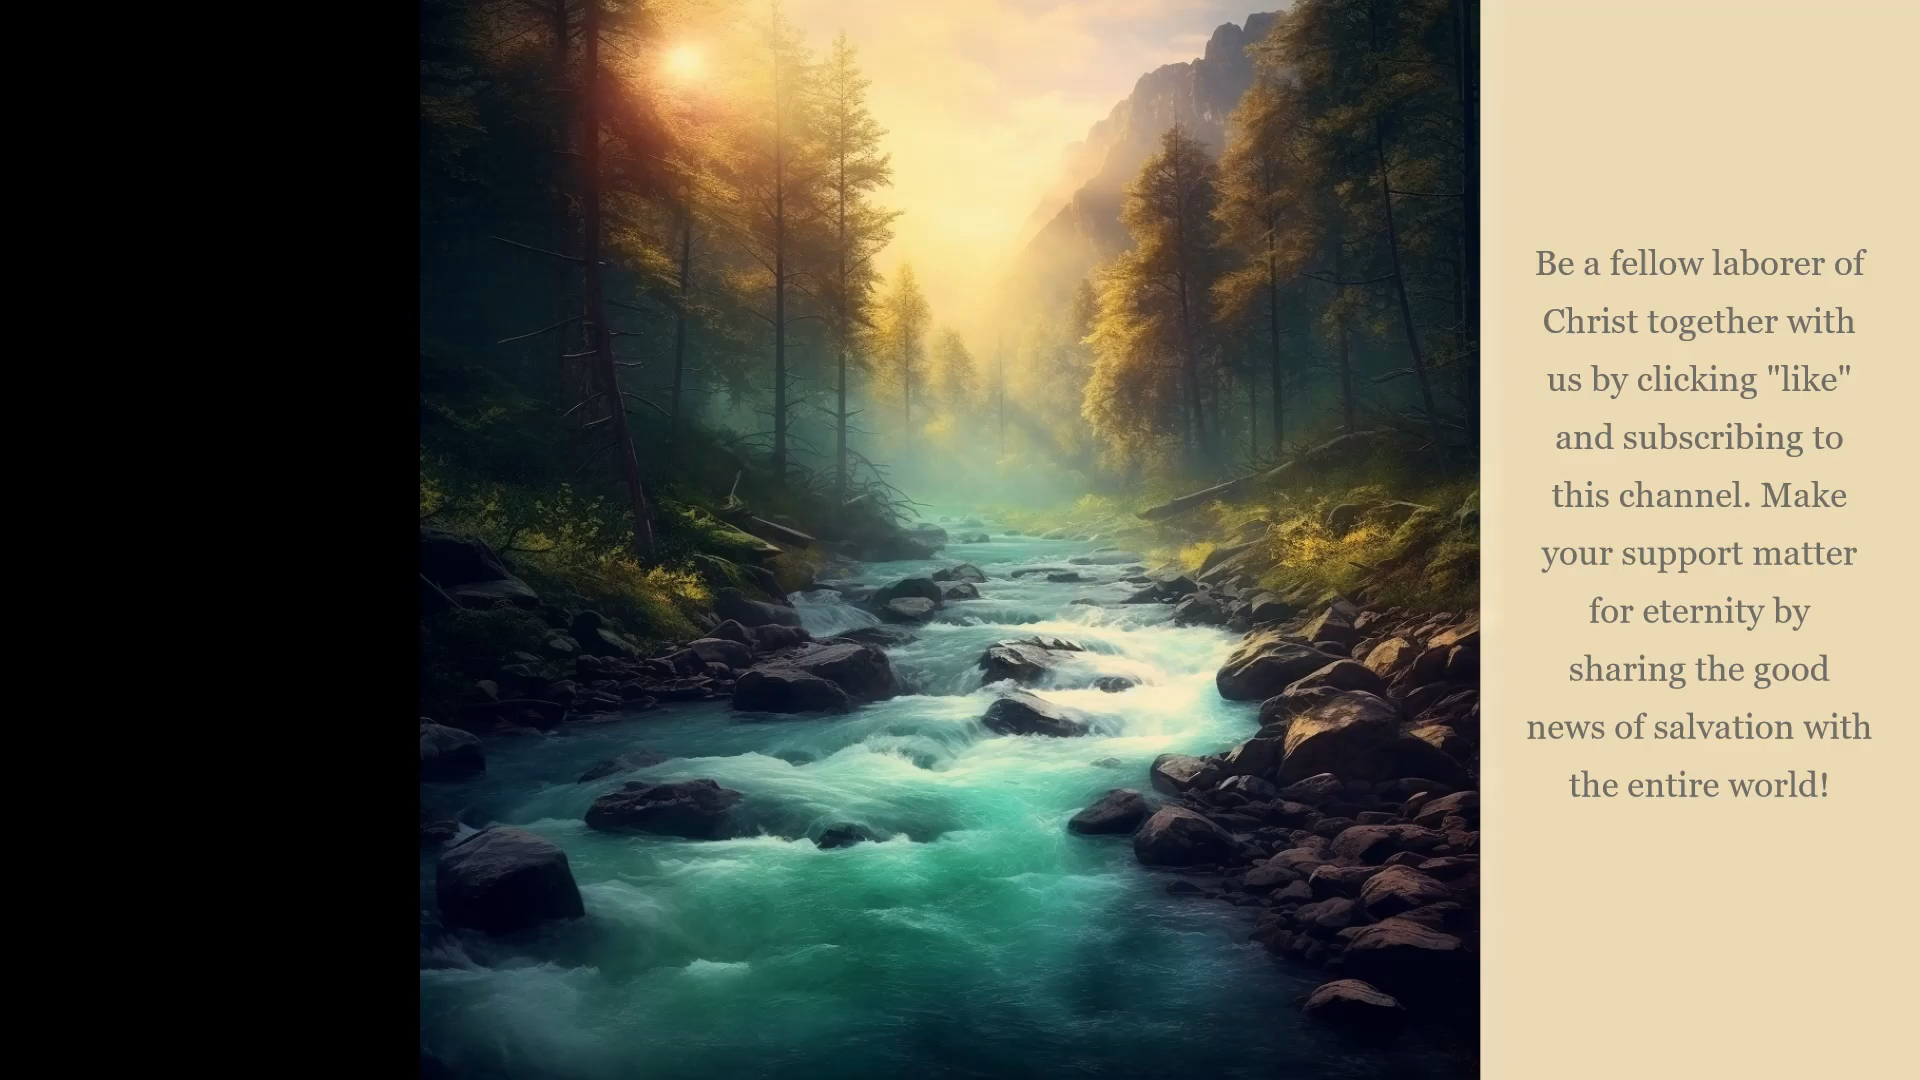 Be a fellow laborer of
Christ together with
us by clicking "like"
and subscribing to
this channel. Make
your support matter
for eternity by
sharing the good
news of salvation with
the entire world!